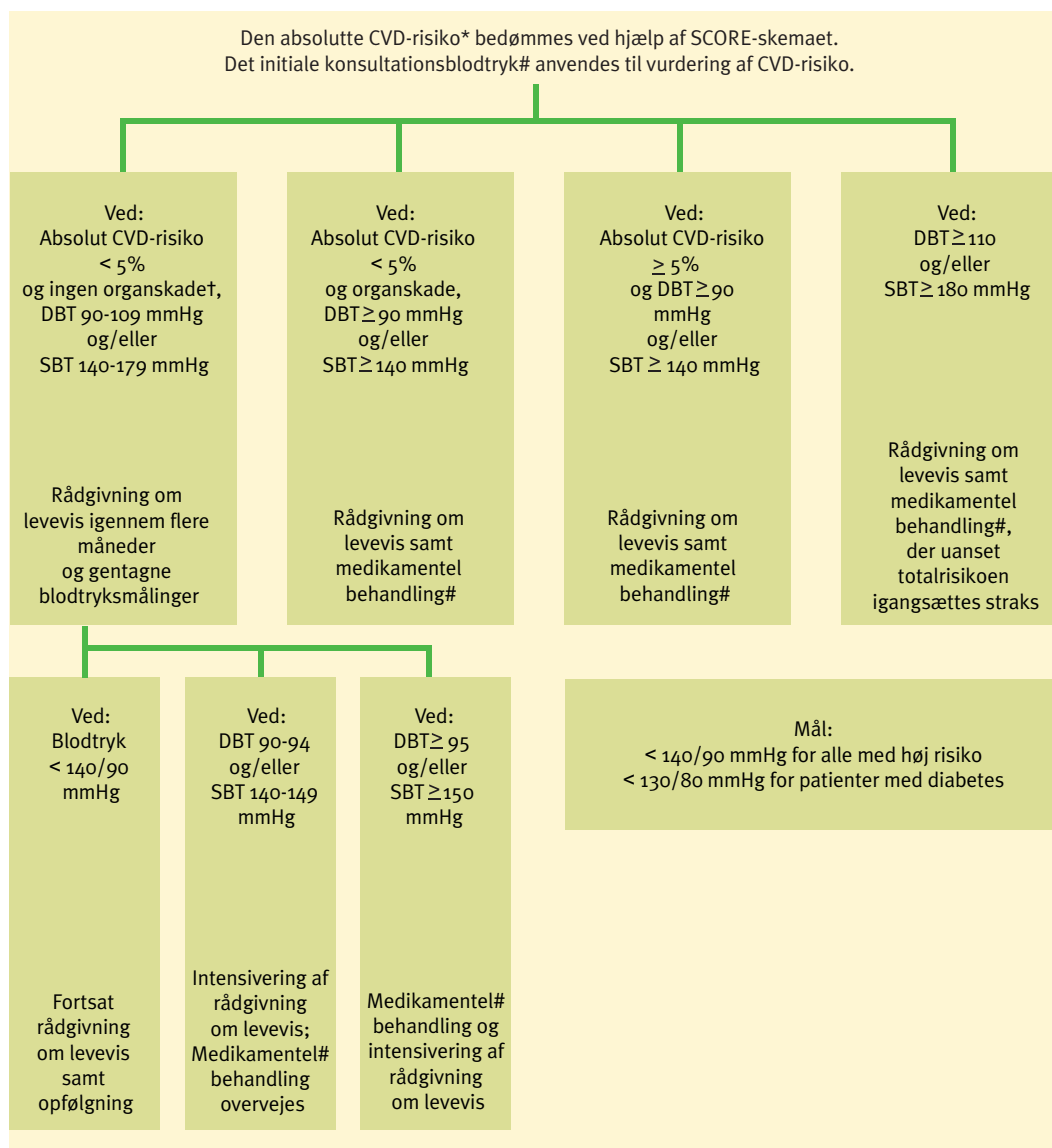 Den absolutte CVD-risiko* bedømmes ved hjælp af SCORE-skemaet.
Det initiale konsultationsblodtryk# anvendes til vurdering af CVD-risiko.
Ved:
Absolut CVD-risiko
< 5%
og ingen organskade†,
DBT 90-109 mmHg
og/eller
SBT 140-179 mmHg
Rådgivning om
levevis igennem flere
måneder
og gentagne
blodtryksmålinger
Ved:
Absolut CVD-risiko
< 5%
og organskade,
DBT ≥ 90 mmHg
og/eller
SBT ≥ 140 mmHg
Rådgivning om
levevis samt
medikamentel
behandling#
Ved:
Absolut CVD-risiko
≥ 5%
og DBT ≥ 90
mmHg
og/eller
SBT ≥ 140 mmHg
Rådgivning om
levevis samt
medikamentel
behandling#
Ved:
DBT ≥ 110
og/eller
SBT ≥ 180 mmHg
Rådgivning om
levevis samt
medikamentel
behandling#,
der uanset
totalrisikoen
igangsættes straks
Ved:
Blodtryk
< 140/90
mmHg
Fortsat
rådgivning
om levevis
samt
opfølgning
Ved:
DBT 90-94
og/eller
SBT 140-149
mmHg
Intensivering af
rådgivning
om levevis;
Medikamentel#
behandling
overvejes
Ved:
DBT ≥ 95
og/eller
SBT ≥ 150
mmHg
Medikamentel#
behandling og
intensivering af
rådgivning
om levevis
Mål:
< 140/90 mmHg for alle med høj risiko
< 130/80 mmHg for patienter med diabetes